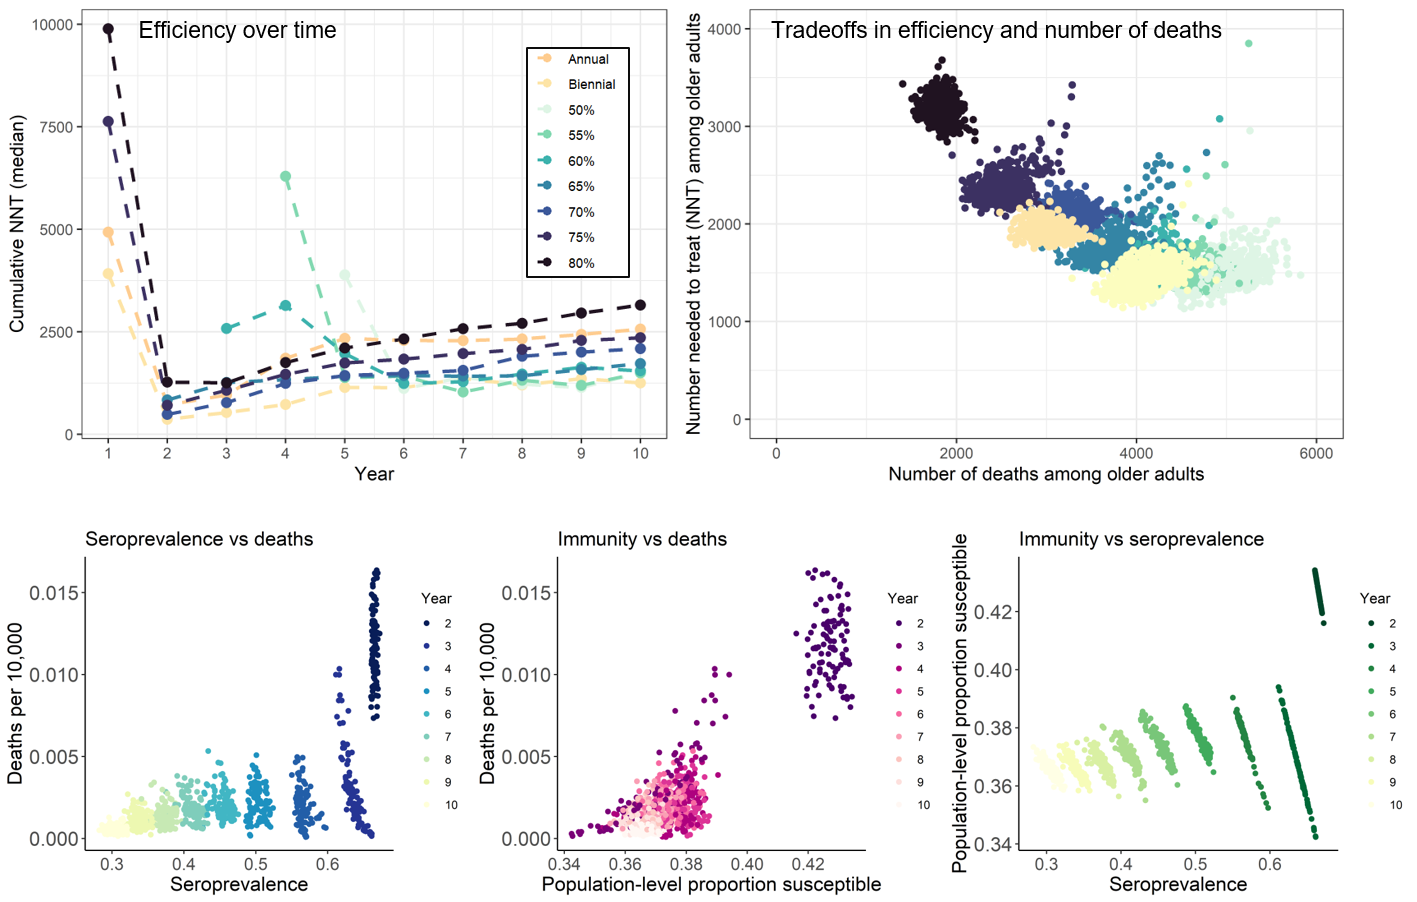 Efficiency over time
Cumulative NNT (median)
10000
7500
5000
2500
0
1 2 3 4 5 6 7 8 9 10
Year
Annual
Biennial
50%
55%
60%
65%
70%
75%
80%
Tradeoffs in efficiency and number of deaths
Number needed to treat (NNT) among older adults
4000
3000
2000
1000
0
0 2000 4000 6000
Number of deaths among older adults
Seroprevalence vs deaths
Deaths per 10,000
0.015
0.010
0.005
0.000
0.3 0.4 0.5 0.6
Seroprevalence
Year
2
3
4
5
6
7
8
9
10
Immunity vs deaths
Deaths per 10,000
0.015
0.010
0.005
0.000
0.34 0.36 0.38 0.40 0.42
Population-level proportion susceptible
Year
2
3
4
5
6
7
8
9
10
Immunity vs seroprevalence
Population-level proportion susceptible
0.42
0.40
0.38
0.36
0.34
0.3 0.4 0.5 0.6
Seroprevalence
Year
2
3
4
5
6
7
8
9
10